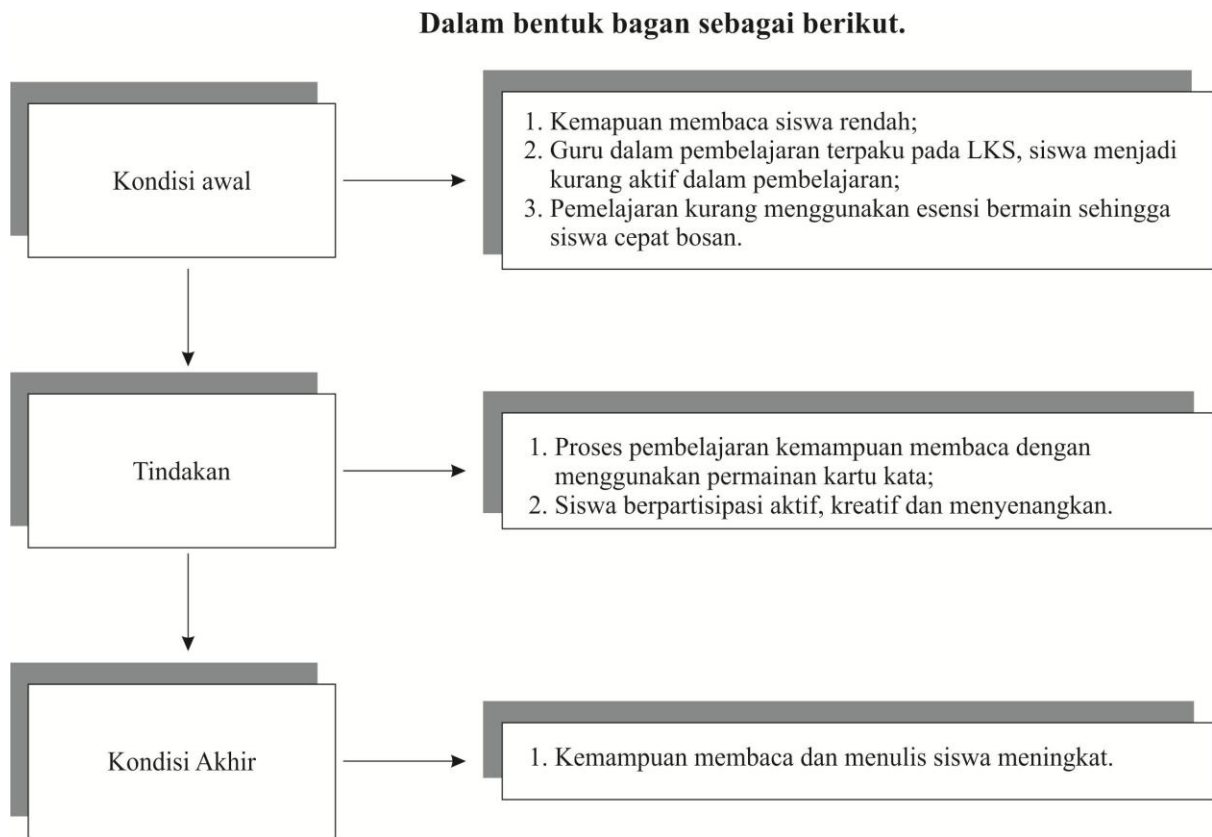 Dalam bentuk bagan sebagai berikut.
Kondisi awal
1. Kemapuan membaca siswa rendah;
2. Guru dalam pembelajaran terpaku pada LKS, siswa menjadi
kurang aktif dalam pembelajaran;
3. Pemelajaran kurang menggunakan esensi bermain sehingga
siswa cepat bosan.
Tindakan
1. Proses pembelajaran kemampuan membaca dengan
menggunakan permainan kartu kata;
2. Siswa berpartisipasi aktif, kreatif dan menyenangkan.
Kondisi Akhir
1. Kemampuan membaca dan menulis siswa meningkat.